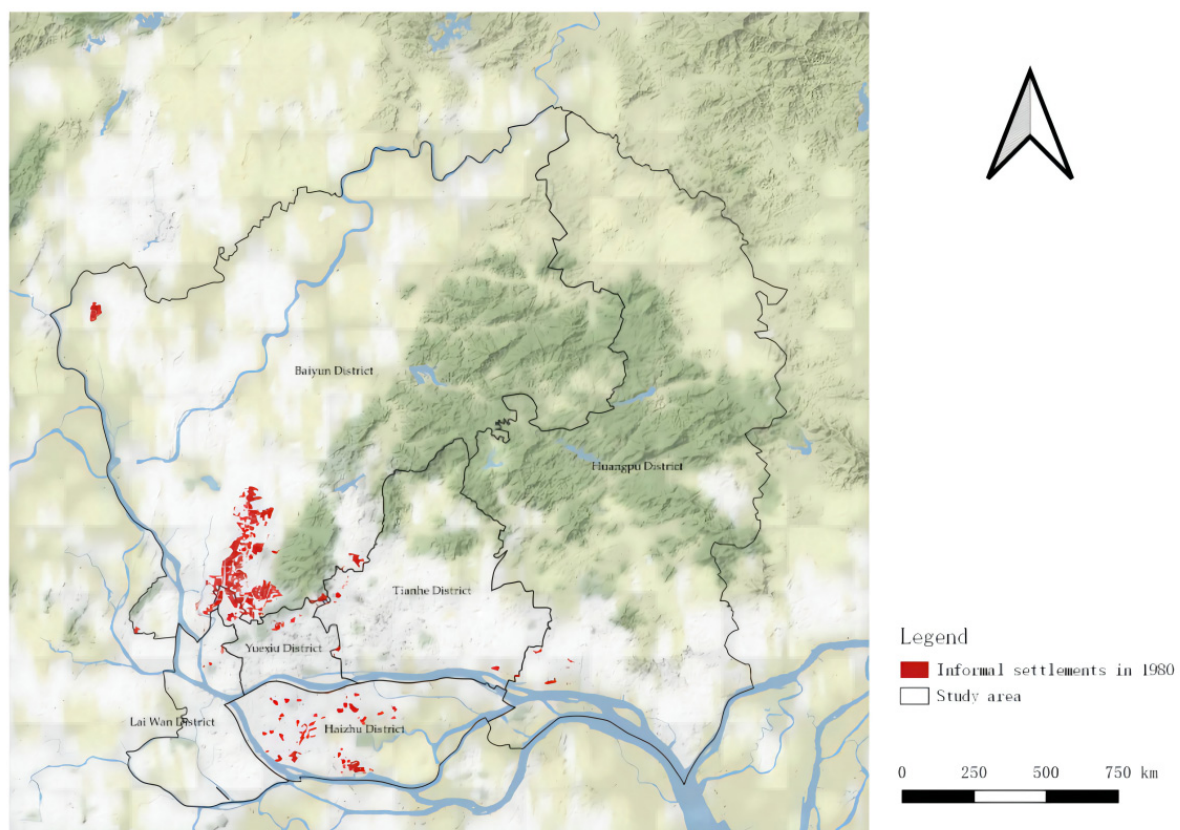 Baiyun District
Huangpu District
Tianhe District
Yuexiu District
Lai Wan District
Haizhu District
Legend
Informal settlements in 1980
Study area
0 250 500 750 km